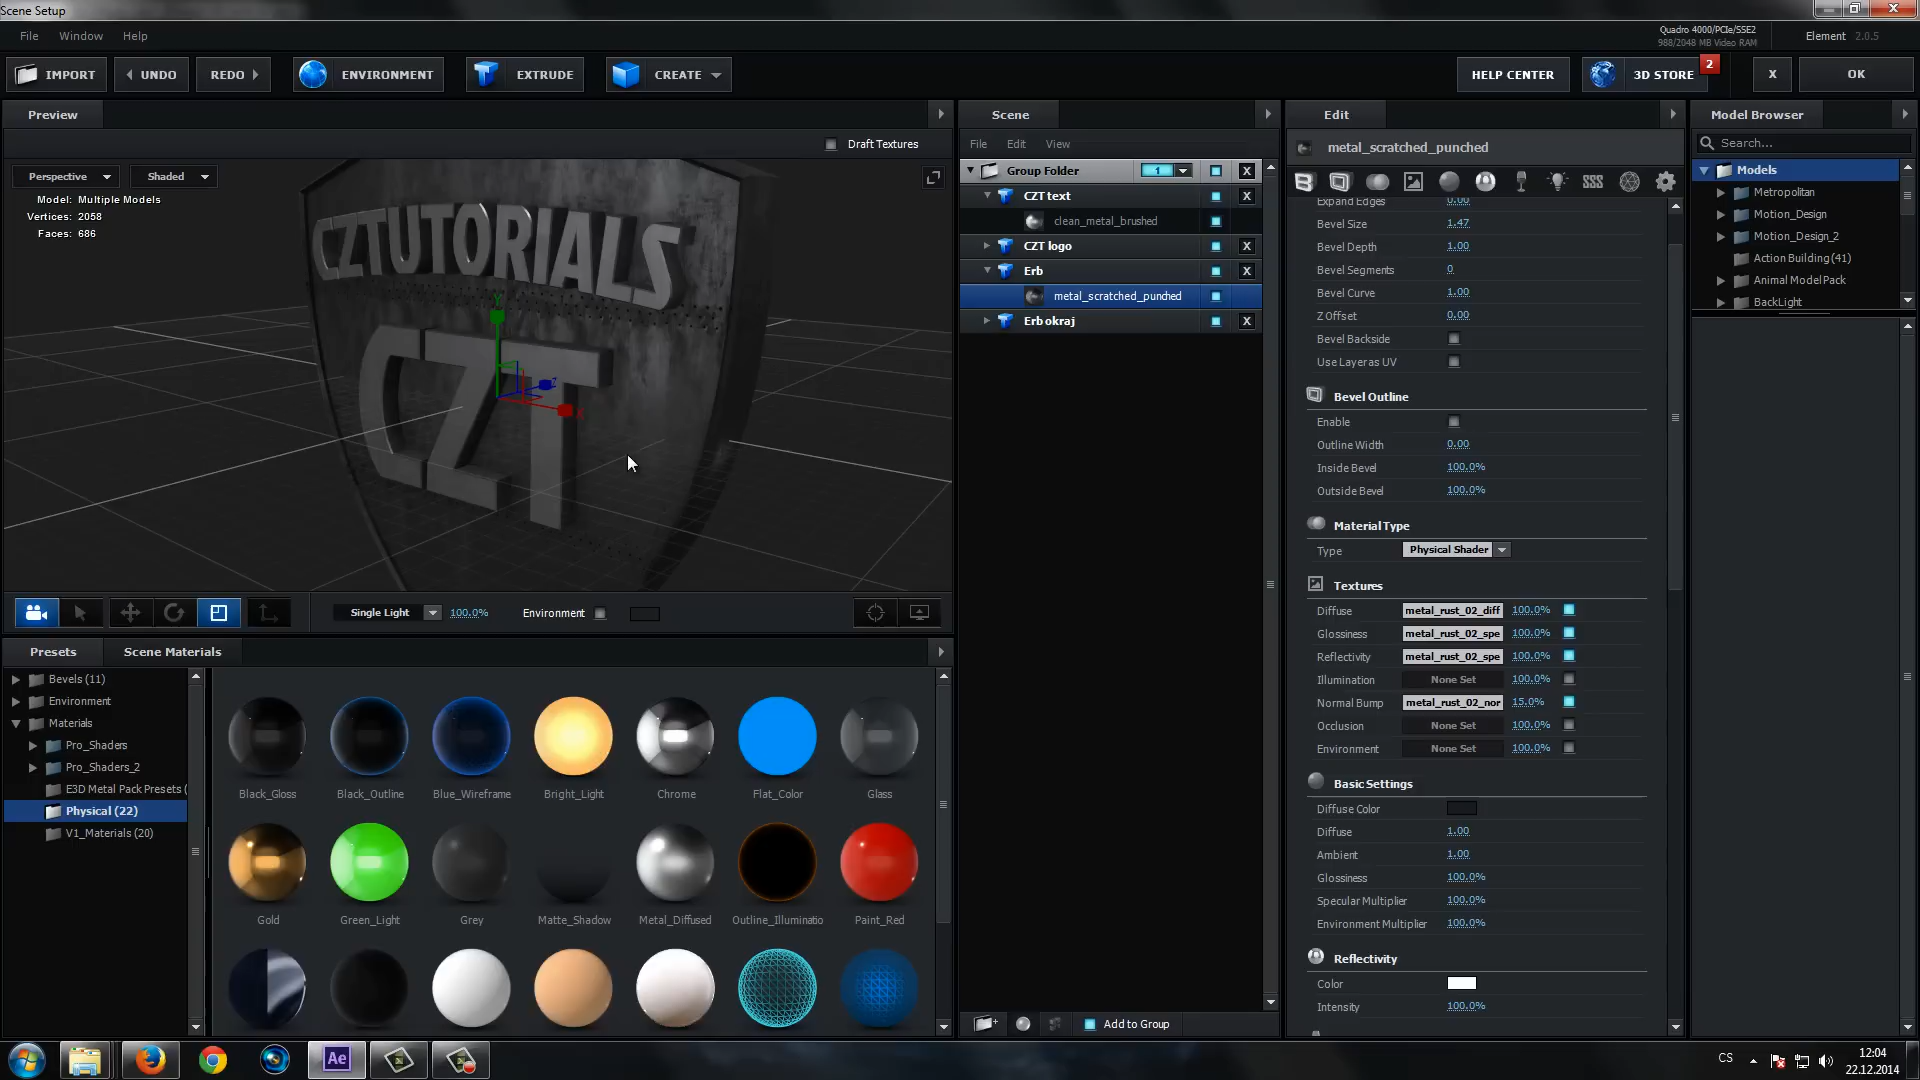 Scene Setup
File Window Help
Quadro 4000/PCIe/SSE2
988/2048 MB Video RAM
Element 2.0.5
IMPORT
UNDO
REDO
ENVIRONMENT
EXTRUDE
CREATE
HELP CENTER
3D STORE
2
X
OK
Preview
Draft Textures
Perspective
Shaded
Model: Multiple Models
Vertices: 2058
Faces: 686
CZTUTORIALS
CZT
Y
Z
X
Single Light
100.0%
Environment
Presets
Scene Materials
Bevels (11)
Environment
Materials
Pro_Shaders
Pro_Shaders_2
E3D Metal Pack Presets (
Physical (22)
V1_Materials (20)
Black_Gloss
Black_Outline
Blue_Wireframe
Bright_Light
Chrome
Flat_Color
Glass
Gold
Green_Light
Grey
Matte_Shadow
Metal_Diffused
Outline_Illuminatio
Paint_Red
Scene
File Edit View
Group Folder
1
X
CZT text
X
clean_metal_brushed
CZT logo
X
Erb
X
metal_scratched_punched
Erb okraj
X
Add to Group
Edit
metal_scratched_punched
SSS
Expand Edges 0.00
Bevel Size 1.47
Bevel Depth 1.00
Bevel Segments 0
Bevel Curve 1.00
Z Offset 0.00
Bevel Backside
Use Layer as UV
Bevel Outline
Enable
Outline Width 0.00
Inside Bevel 100.0%
Outside Bevel 100.0%
Material Type
Type Physical Shader
Textures
Diffuse metal_rust_02_diff 100.0%
Glossiness metal_rust_02_spe 100.0%
Reflectivity metal_rust_02_spe 100.0%
Illumination None Set 100.0%
Normal Bump metal_rust_02_nor 15.0%
Occlusion None Set 100.0%
Environment None Set 100.0%
Basic Settings
Diffuse Color
Diffuse 1.00
Ambient 1.00
Glossiness 100.0%
Specular Multiplier 100.0%
Environment Multiplier 100.0%
Reflectivity
Color
Intensity 100.0%
Model Browser
Search...
Models
Metropolitan
Motion_Design
Motion_Design_2
Action Building (41)
Animal Model Pack
BackLight
Ae
CS
12:04
22.12.2014